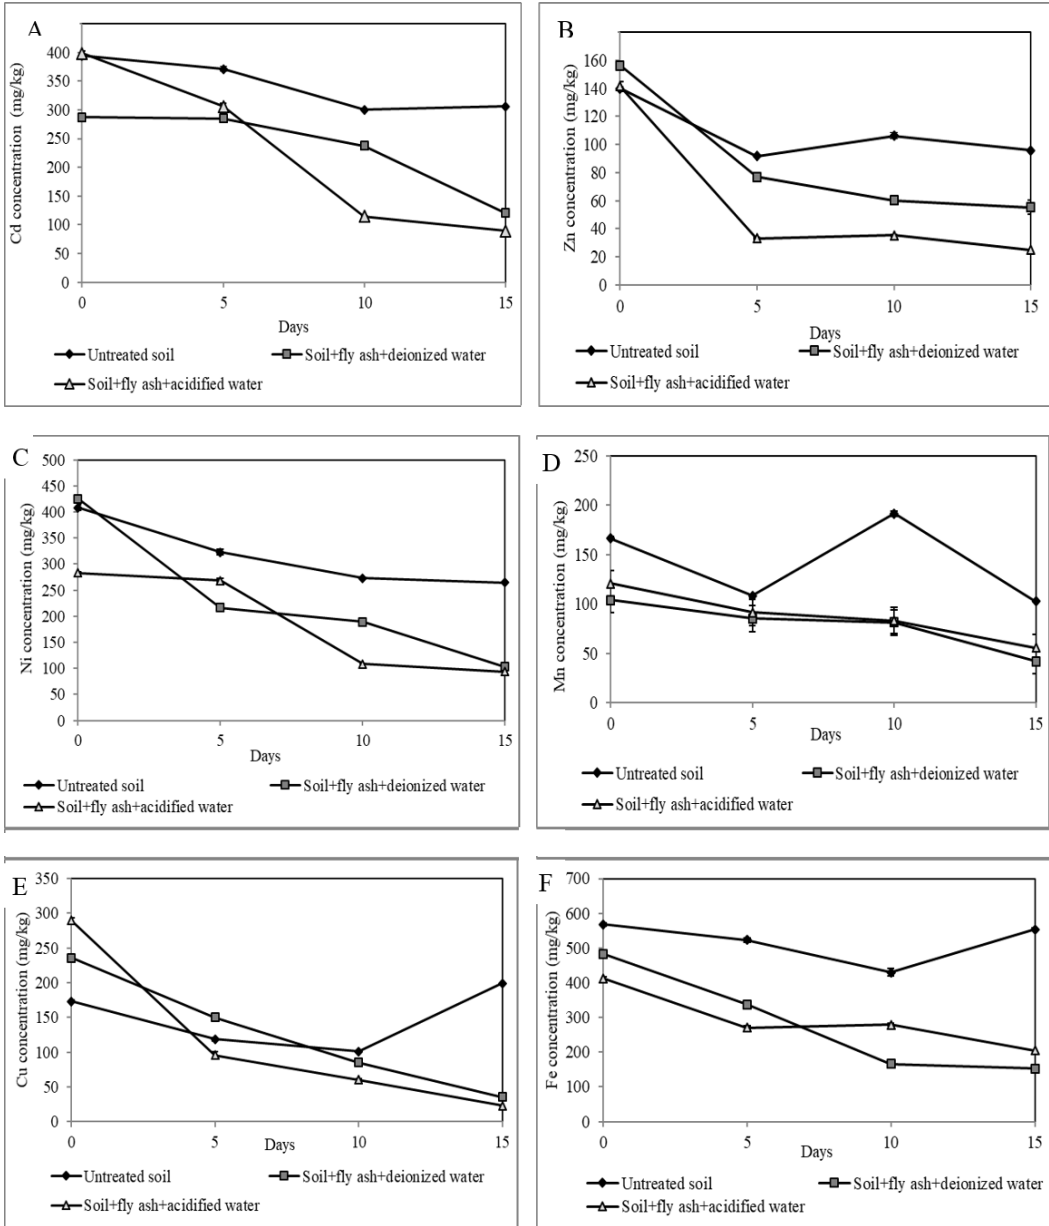 A
Cd concentration (mg/kg)
400
350
300
250
200
150
100
50
0
0 5 10 15
Days
Untreated soil
Soil+fly ash+deionized water
Soil+fly ash+acidified water
B
Zn concentration (mg/kg)
160
140
120
100
80
60
40
20
0
0 5 10 15
Days
Untreated soil
Soil+fly ash+deionized water
Soil+fly ash+acidified water
C
Ni concentration (mg/kg)
500
450
400
350
300
250
200
150
100
50
0
0 5 10 15
Days
Untreated soil
Soil+fly ash+deionized water
Soil+fly ash+acidified water
D
Mn concentration (mg/kg)
250
200
150
100
50
0
0 5 10 15
Days
Untreated soil
Soil+fly ash+deionized water
Soil+fly ash+acidified water
E
Cu concentration (mg/kg)
350
300
250
200
150
100
50
0
0 5 10 15
Days
Untreated soil
Soil+fly ash+deionized water
Soil+fly ash+acidified water
F
Fe concentration (mg/kg)
700
600
500
400
300
200
100
0
0 5 10 15
Days
Untreated soil
Soil+fly ash+deionized water
Soil+fly ash+acidified water